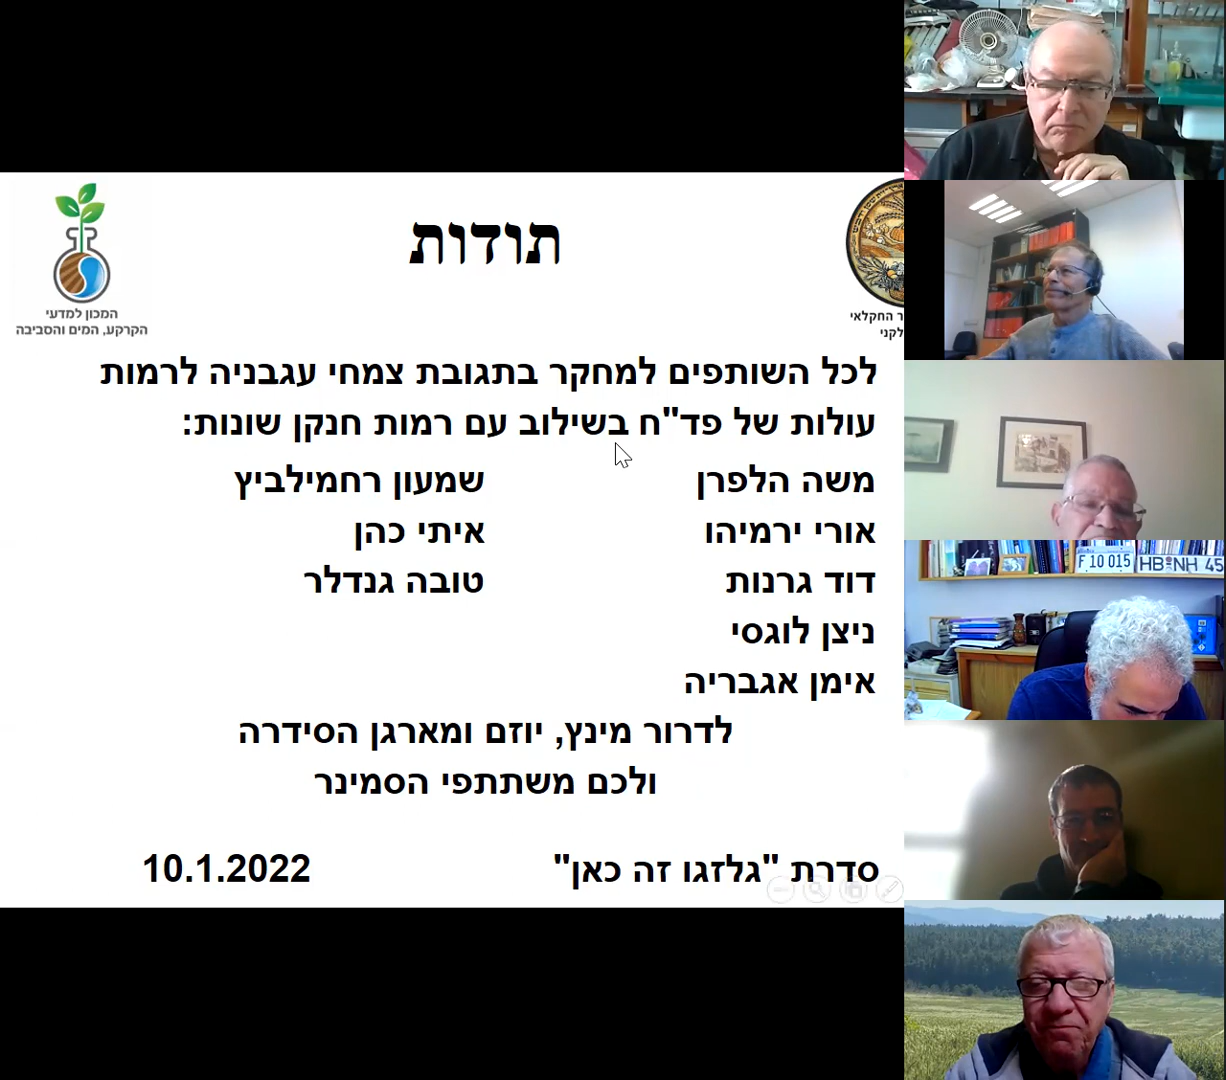 תודות
המכון למדעי
הקרקע, המים והסביבה
ר החקלאי
לקני
לכל השותפים למחקר בתגובת צמחי עגבניה לרמות
עולות של פד"ח בשילוב עם רמות חנקן שונות:
משה הלפרן
שמעון רחמילביץ
אורי ירמיהו
איתי כהן
דוד גרנות
טובה גנדלר
ניצן לוגסי
אימן אגבריה
לדרור מינץ, יוזם ומארגן הסידרה
ולכם משתתפי הסמינר
סדרת "גלזגו זה כאן"
10.1.2022
F 10 015
HB NH 45